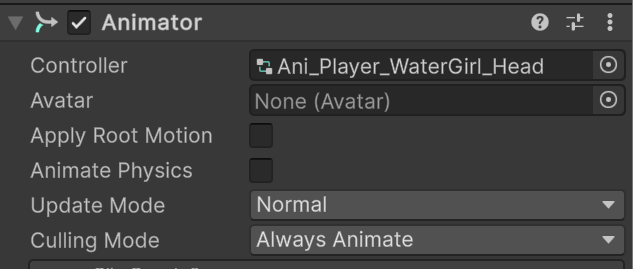 Animator
Controller Ani_Player_WaterGirl_Head
Avatar None (Avatar)
Apply Root Motion
Animate Physics
Update Mode Normal
Culling Mode Always Animate